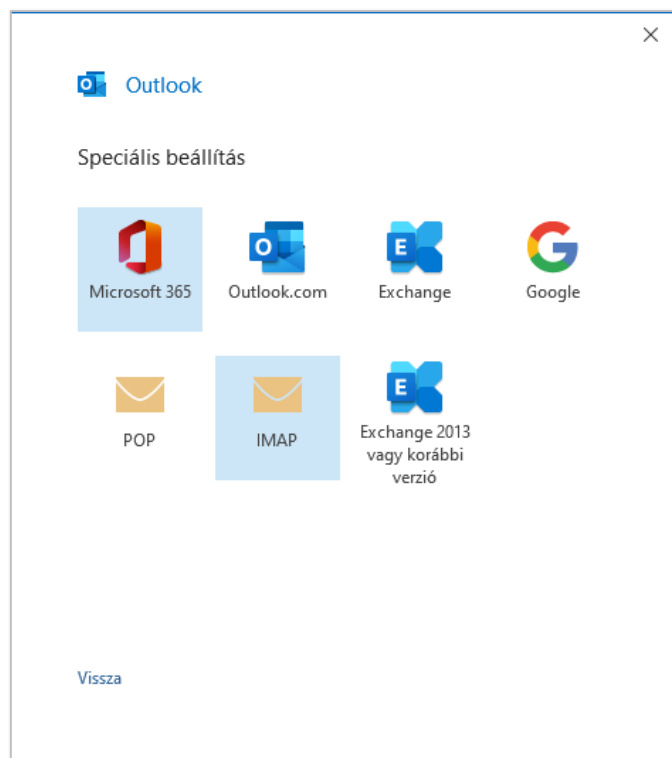 Outlook
Speciális beállítás
Microsoft 365
Outlook.com
Exchange
Google
POP
IMAP
Exchange 2013
vagy korábbi
verzió
Vissza